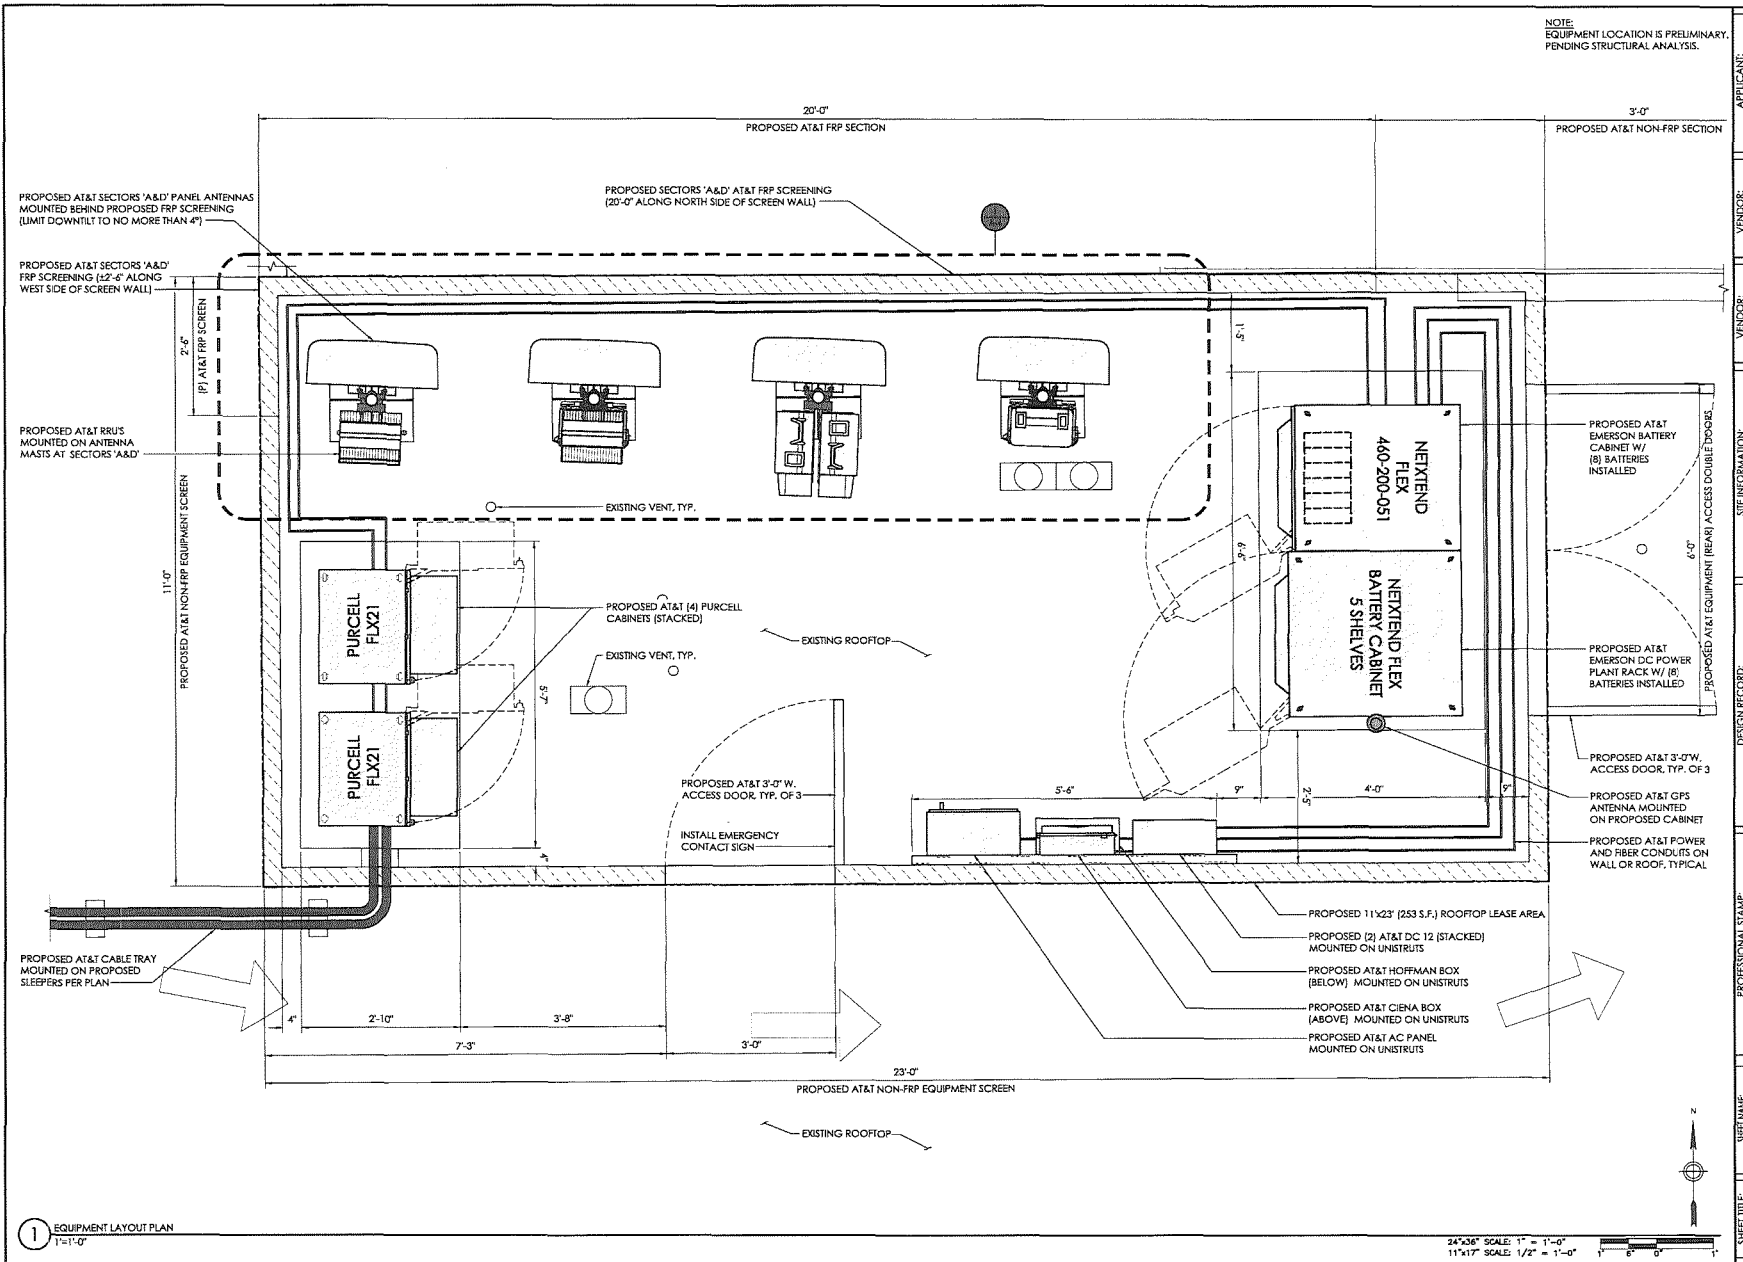 NOTE:
EQUIPMENT LOCATION IS PRELIMINARY,
PENDING STRUCTURAL ANALYSIS.
20'-0"
PROPOSED AT&T FRP SECTION
3'-0"
PROPOSED AT&T NON-FRP SECTION
PROPOSED AT&T SECTORS 'A&D' PANEL ANTENNAS
MOUNTED BEHIND PROPOSED FRP SCREENING
(LIMIT DOWNTILT TO NO MORE THAN 4°)
PROPOSED SECTORS 'A&D' AT&T FRP SCREENING
(20'-0" ALONG NORTH SIDE OF SCREEN WALL)
PROPOSED AT&T SECTORS 'A&D'
FRP SCREENING (±2'-6" ALONG
WEST SIDE OF SCREEN WALL)
2'-6"
(P) AT&T FRP SCREEN
PROPOSED AT&T RRU'S
MOUNTED ON ANTENNA
MASTS AT SECTORS 'A&D'
11'-0"
PROPOSED AT&T NON-FRP EQUIPMENT SCREEN
EXISTING VENT, TYP.
1'-5"
6'-6"
NETXTEND
FLEX
460-200-051
NETXTEND FLEX
BATTERY CABINET
5 SHELVES
PROPOSED AT&T
EMERSON BATTERY
CABINET W/
(8) BATTERIES
INSTALLED
6'-0"
PROPOSED AT&T EQUIPMENT (REAR) ACCESS DOUBLE DOORS
PROPOSED AT&T
EMERSON DC POWER
PLANT RACK W/ (8)
BATTERIES INSTALLED
PURCELL
FLX21
PURCELL
FLX21
5'-7"
4"
PROPOSED AT&T (4) PURCELL
CABINETS (STACKED)
EXISTING VENT, TYP.
EXISTING ROOFTOP
PROPOSED AT&T 3'-0" W.
ACCESS DOOR, TYP. OF 3
INSTALL EMERGENCY
CONTACT SIGN
5'-6"
9"
2'-5"
4'-0"
9"
PROPOSED AT&T 3'-0" W.
ACCESS DOOR, TYP. OF 3
PROPOSED AT&T GPS
ANTENNA MOUNTED
ON PROPOSED CABINET
PROPOSED AT&T POWER
AND FIBER CONDUITS ON
WALL OR ROOF, TYPICAL
PROPOSED 11'x23' (253 S.F.) ROOFTOP LEASE AREA
PROPOSED (2) AT&T DC 12 (STACKED)
MOUNTED ON UNISTRUTS
PROPOSED AT&T HOFFMAN BOX
(BELOW) MOUNTED ON UNISTRUTS
PROPOSED AT&T CIENA BOX
(ABOVE) MOUNTED ON UNISTRUTS
PROPOSED AT&T AC PANEL
MOUNTED ON UNISTRUTS
PROPOSED AT&T CABLE TRAY
MOUNTED ON PROPOSED
SLEEPERS PER PLAN
4"
2'-10"
3'-8"
7'-3"
3'-0"
23'-0"
PROPOSED AT&T NON-FRP EQUIPMENT SCREEN
EXISTING ROOFTOP
N
1
EQUIPMENT LAYOUT PLAN
1"=1'-0"
24"x36" SCALE: 1" = 1'-0"
11"x17" SCALE: 1/2" = 1'-0"
1' 6" 0" 1'
APPLICANT:
VENDOR:
VENDOR:
SITE INFORMATION:
DESIGN RECORD:
PROFESSIONAL STAMP:
SHEET NAME:
SHEET TITLE: